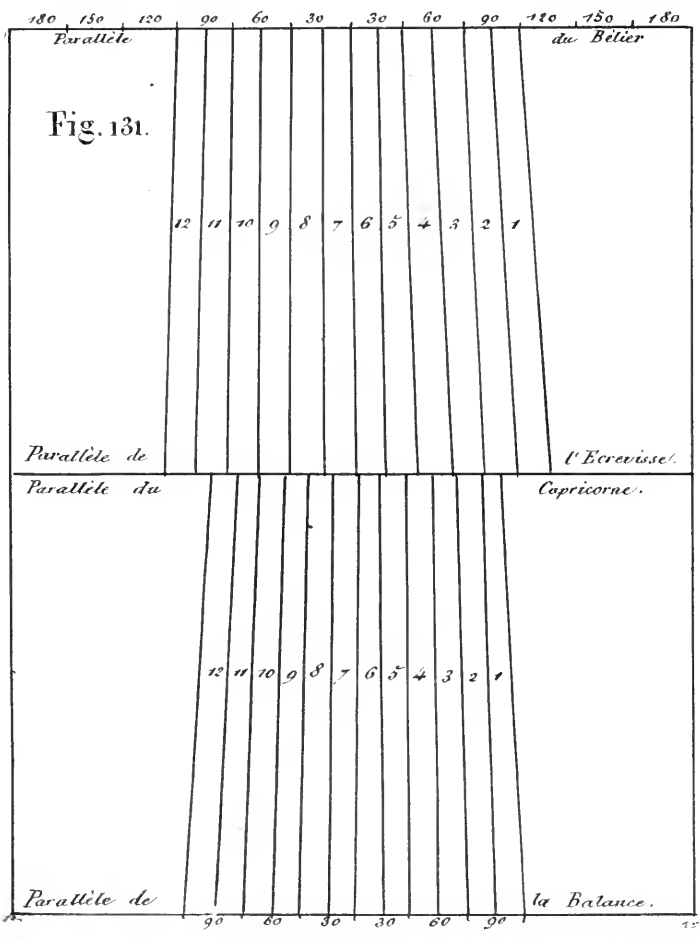 180 150 120 90 60 30 30 60 90 120 150 180
Parallèle du Bélier
Fig. 131.
12 11 10 9 8 7 6 5 4 3 2 1
Parallèle de l'Ecrevisse.
Parallèle du Capricorne.
12 11 10 9 8 7 6 5 4 3 2 1
Parallèle de la Balance.
90 60 30 30 60 90